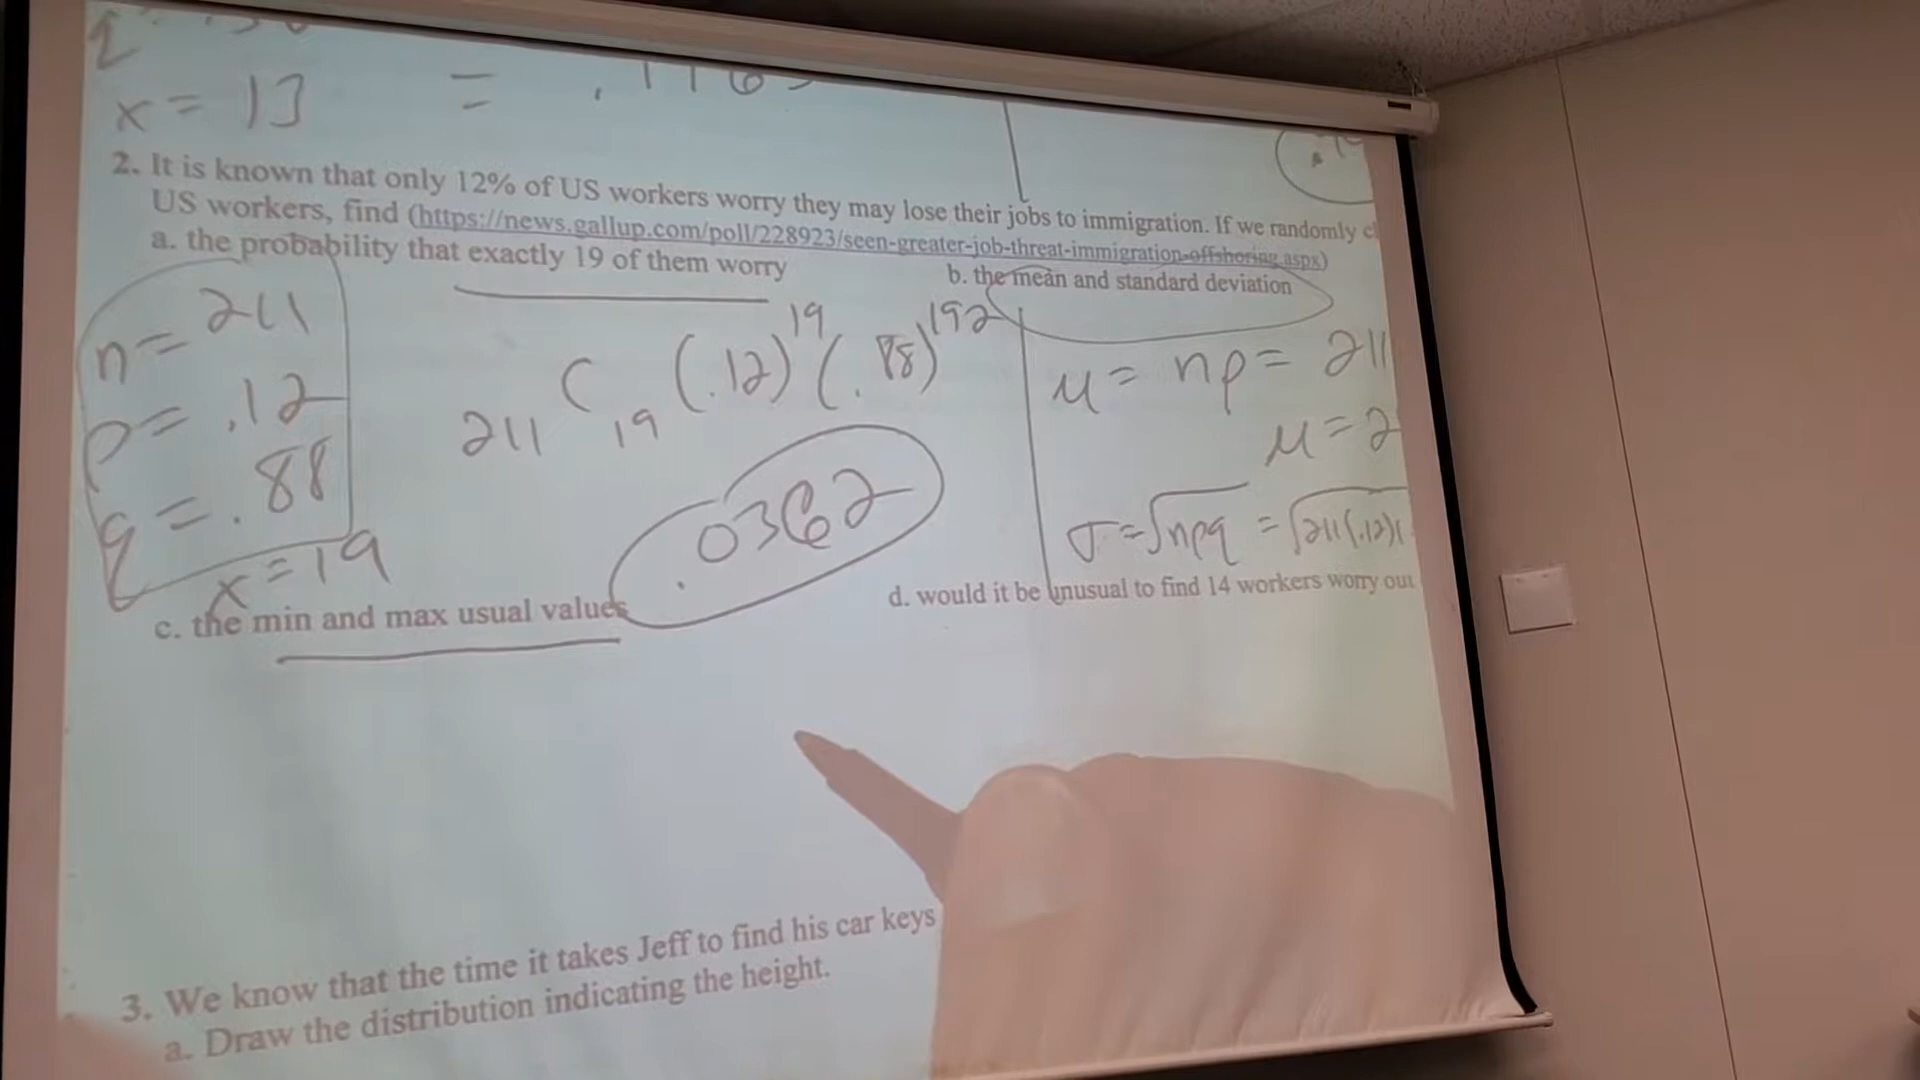 x = 13 =
2. It is known that only 12% of US workers worry they may lose their jobs to immigration. If we randomly
US workers, find (https://news.gallup.com/poll/228923/seen-greater-job-threat-immigration-offshoring.aspx)
a. the probability that exactly 19 of them worry
b. the mean and standard deviation
n = 211
p = .12
q = .88
x = 19
211 C 19 (.12)^19 (.88)^192
.0362
μ = np = 211
μ = 2
σ = √npq = √211(.12)(
c. the min and max usual values
d. would it be unusual to find 14 workers worry out
3. We know that the time it takes Jeff to find his car keys
a. Draw the distribution indicating the height.